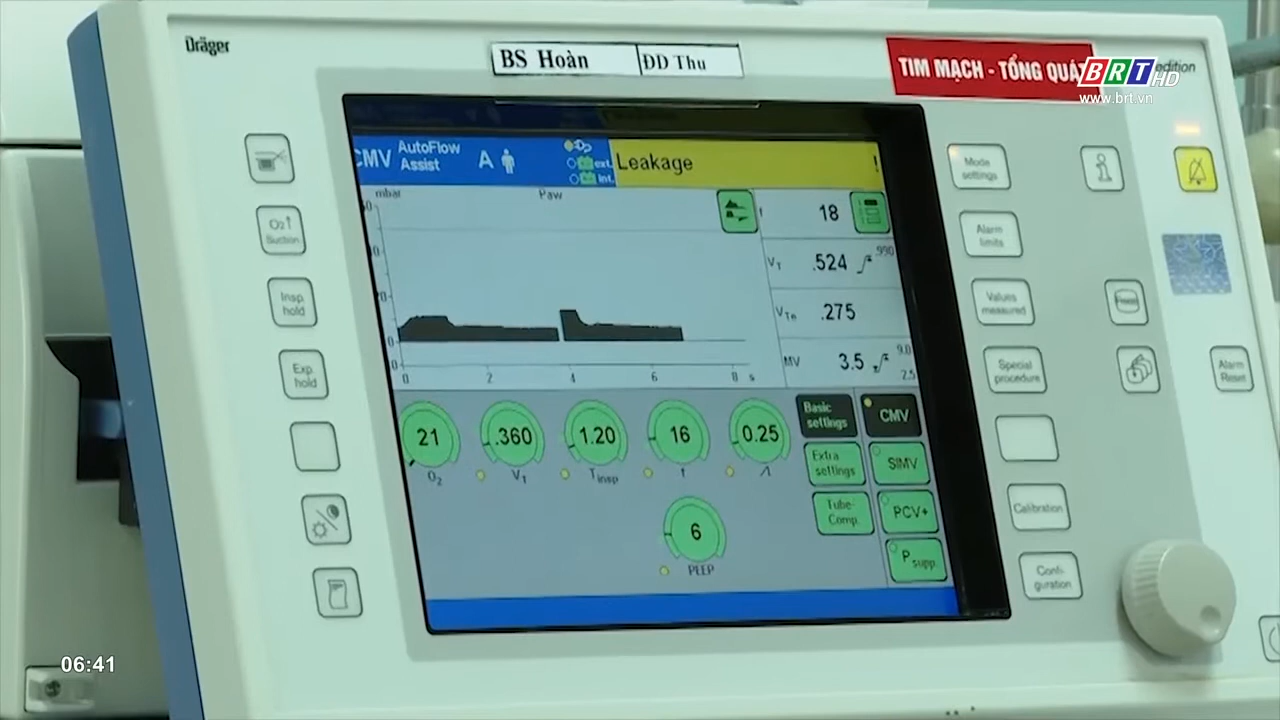 Dräger
BS Hoàn
ĐD Thu
TIM MẠCH - TỔNG QUÁT
BRT HD
edition
www.brt.vn
CMV AutoFlow Assist A
ext.
int.
Leakage !
mbar
Paw
f 18
VT .524 .990
VTe .275
MV 3.5 9.0 2.5
0 2 4 6 8 s
21 .360 1.20 16 0.25
O2 VT Tinsp f
6
PEEP
Basic settings
CMV
Extra settings
SIMV
Tube-Comp.
PCV+
Psupp.
O2↑ Suction
Insp. hold
Exp. hold
Mode settings
Alarm limits
Values measured
Special procedure
Calibration
Confi-guration
i
Freeze
Alarm Reset
06:41